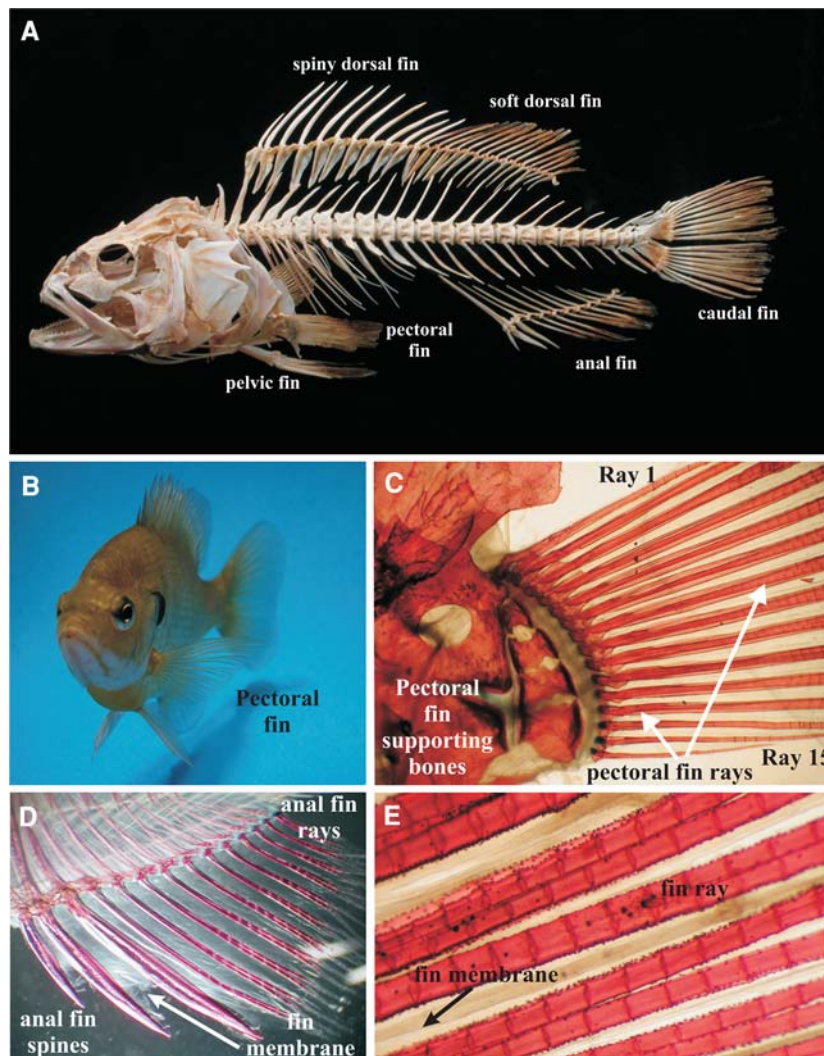 A
spiny dorsal fin
soft dorsal fin
caudal fin
pectoral
fin
anal fin
pelvic fin
B
Pectoral
fin
C
Ray 1
Pectoral
fin
supporting
bones
Ray 15
pectoral fin rays
D
anal fin
rays
anal fin
spines
fin
membrane
E
fin ray
fin membrane